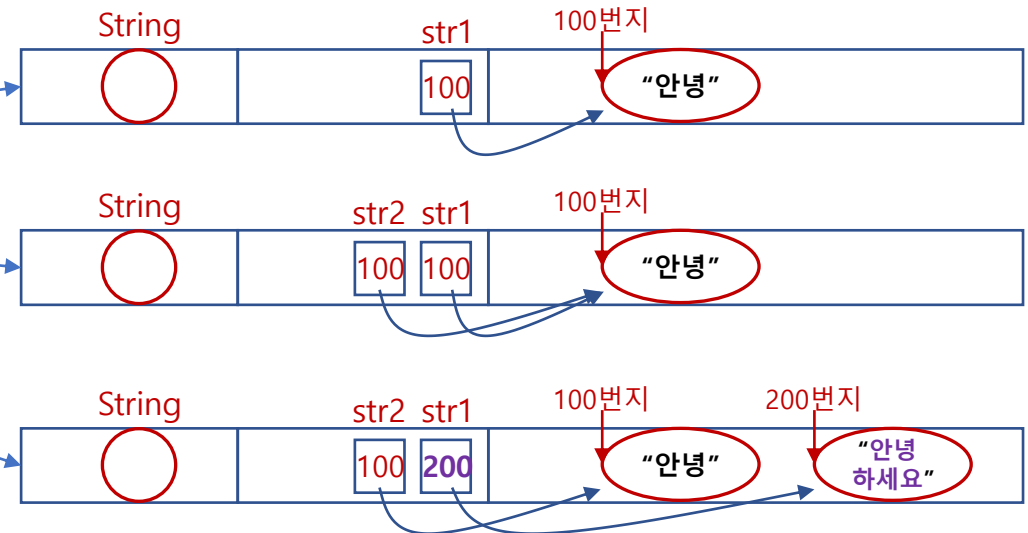 String
str1
100번지
100
“안녕”
String
str2 str1
100번지
100 100
“안녕”
String
str2 str1
100번지
200번지
100 200
“안녕”
“안녕
하세요”